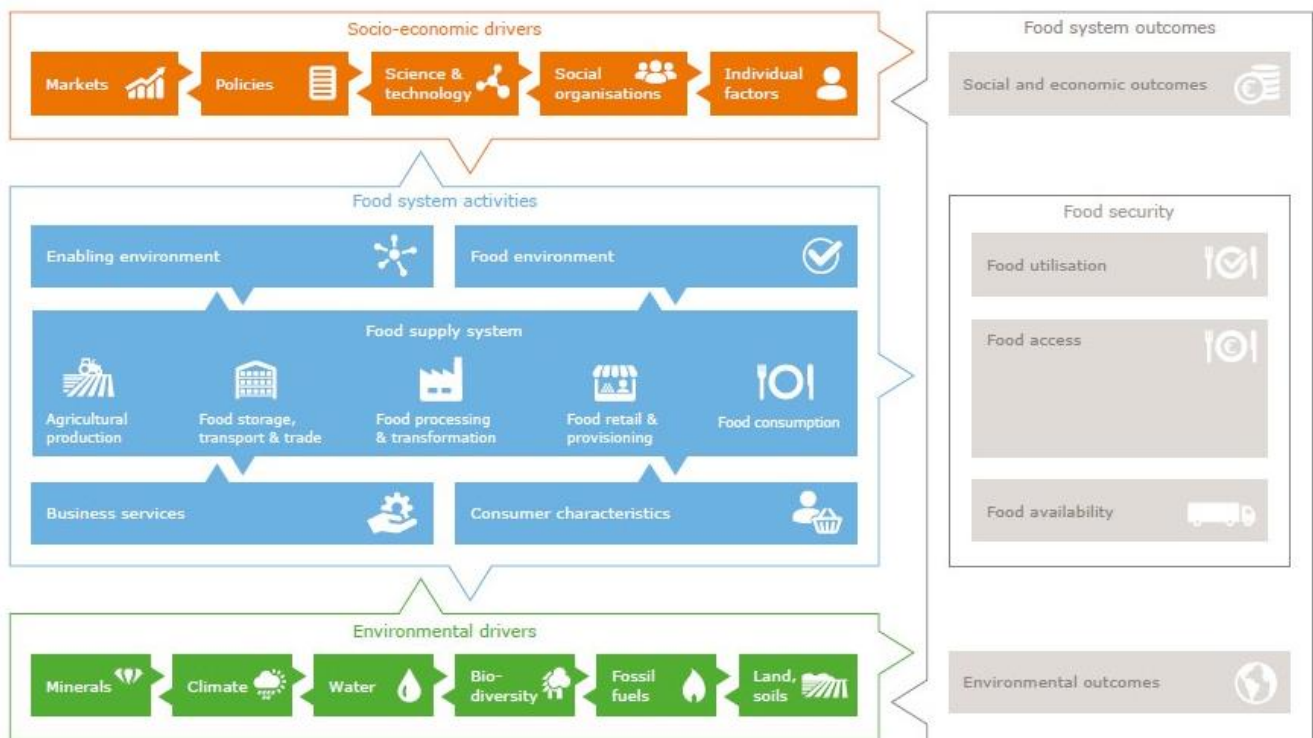 Socio-economic drivers
Markets
Policies
Science &
technology
Social
organisations
Individual
factors
Food system activities
Enabling environment
Food environment
Food supply system
Agricultural
production
Food storage,
transport & trade
Food processing
& transformation
Food retail &
provisioning
Food consumption
Business services
Consumer characteristics
Environmental drivers
Minerals
Climate
Water
Bio-
diversity
Fossil
fuels
Land,
soils
Food system outcomes
Social and economic outcomes
€
Food security
Food utilisation
Food access
€
Food availability
Environmental outcomes